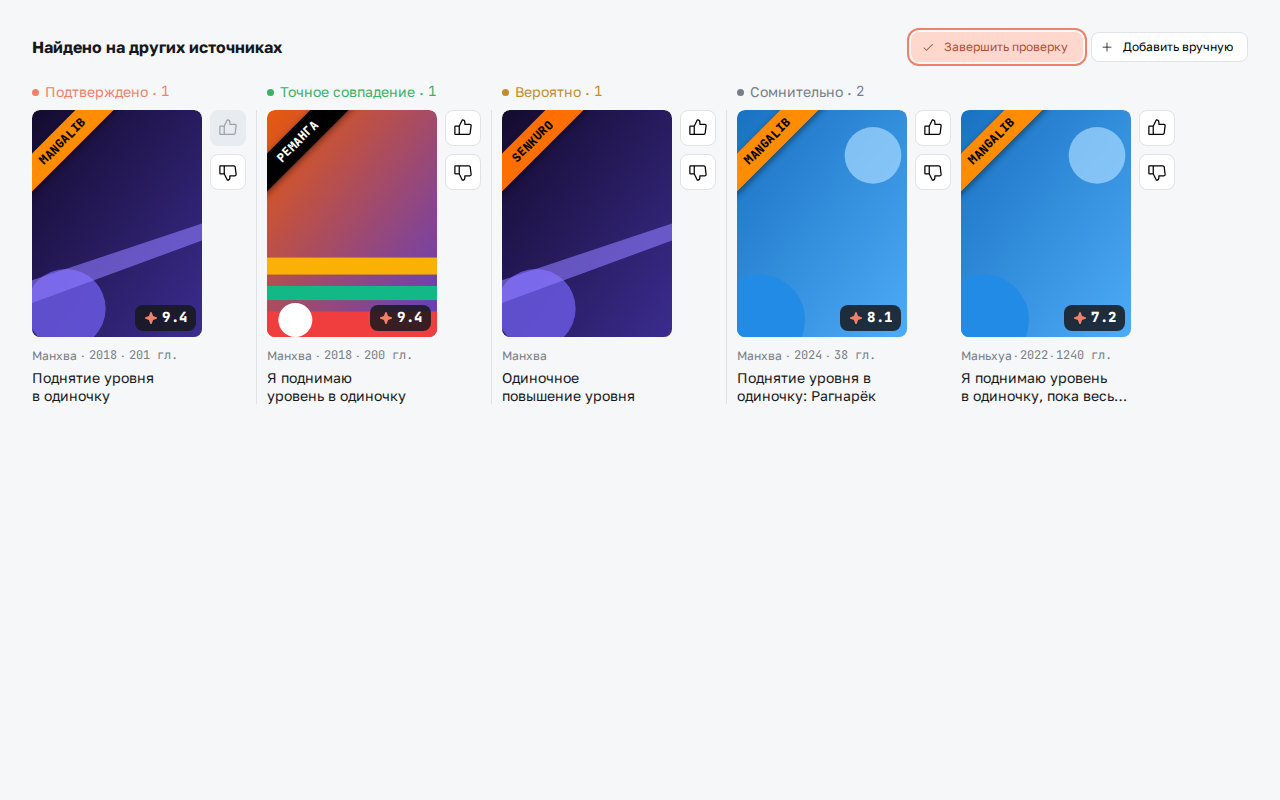 Найдено на других источниках
Завершить проверку
Добавить вручную
Подтверждено · 1
MANGALIB
9.4
Манхва · 2018 · 201 гл.
Поднятие уровня
в одиночку
Точное совпадение · 1
РЕМАНГА
9.4
Манхва · 2018 · 200 гл.
Я поднимаю
уровень в одиночку
Вероятно · 1
SENKURO
Манхва
Одиночное
повышение уровня
Сомнительно · 2
MANGALIB
8.1
Манхва · 2024 · 38 гл.
Поднятие уровня в
одиночку: Рагнарёк
MANGALIB
7.2
Маньхуа · 2022 · 1240 гл.
Я поднимаю уровень
в одиночку, пока весь...